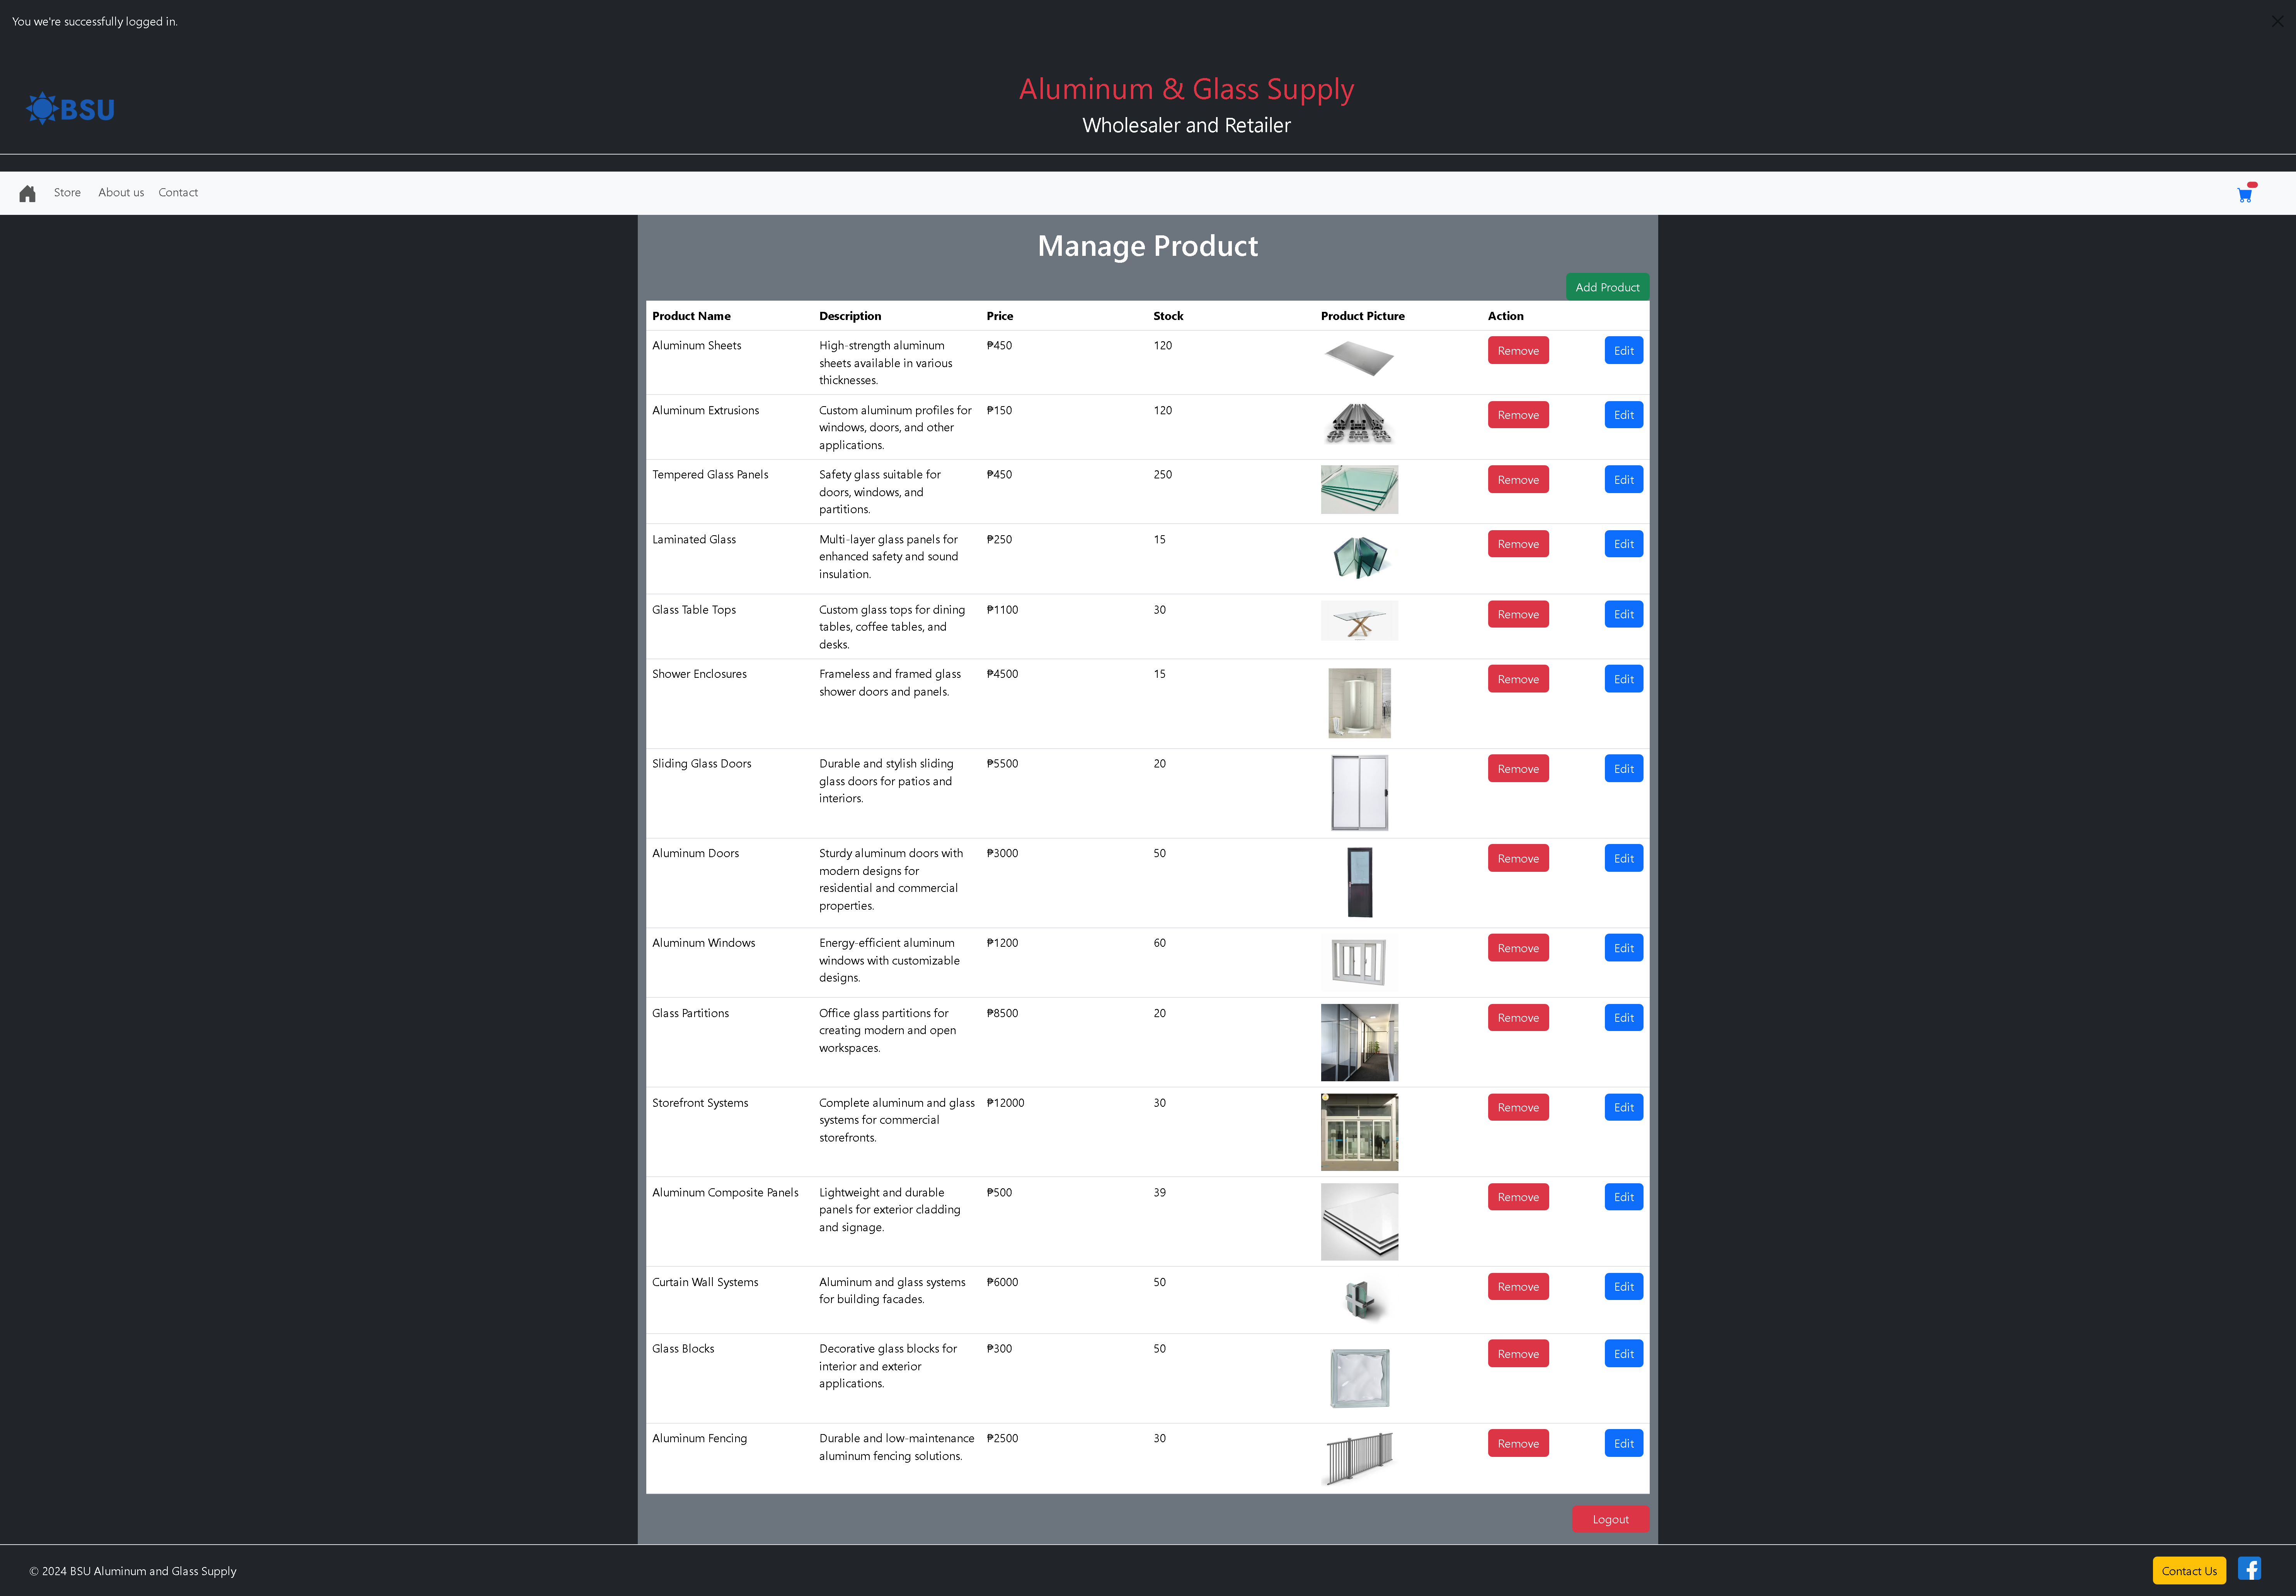 You we're successfully logged in.
BSU
Aluminum & Glass Supply
Wholesaler and Retailer
Store About us Contact
Manage Product
Add Product
Product Name Description Price Stock Product Picture Action
Aluminum Sheets High-strength aluminum ₱450 120 Remove Edit
sheets available in various
thicknesses.
Aluminum Extrusions Custom aluminum profiles for ₱150 120 Remove Edit
windows, doors, and other
applications.
Tempered Glass Panels Safety glass suitable for ₱450 250 Remove Edit
doors, windows, and
partitions.
Laminated Glass Multi-layer glass panels for ₱250 15 Remove Edit
enhanced safety and sound
insulation.
Glass Table Tops Custom glass tops for dining ₱1100 30 Remove Edit
tables, coffee tables, and
desks.
Shower Enclosures Frameless and framed glass ₱4500 15 Remove Edit
shower doors and panels.
Sliding Glass Doors Durable and stylish sliding ₱5500 20 Remove Edit
glass doors for patios and
interiors.
Aluminum Doors Sturdy aluminum doors with ₱3000 50 Remove Edit
modern designs for
residential and commercial
properties.
Aluminum Windows Energy-efficient aluminum ₱1200 60 Remove Edit
windows with customizable
designs.
Glass Partitions Office glass partitions for ₱8500 20 Remove Edit
creating modern and open
workspaces.
Storefront Systems Complete aluminum and glass ₱12000 30 Remove Edit
systems for commercial
storefronts.
Aluminum Composite Panels Lightweight and durable ₱500 39 Remove Edit
panels for exterior cladding
and signage.
Curtain Wall Systems Aluminum and glass systems ₱6000 50 Remove Edit
for building facades.
Glass Blocks Decorative glass blocks for ₱300 50 Remove Edit
interior and exterior
applications.
Aluminum Fencing Durable and low-maintenance ₱2500 30 Remove Edit
aluminum fencing solutions.
Logout
© 2024 BSU Aluminum and Glass Supply Contact Us